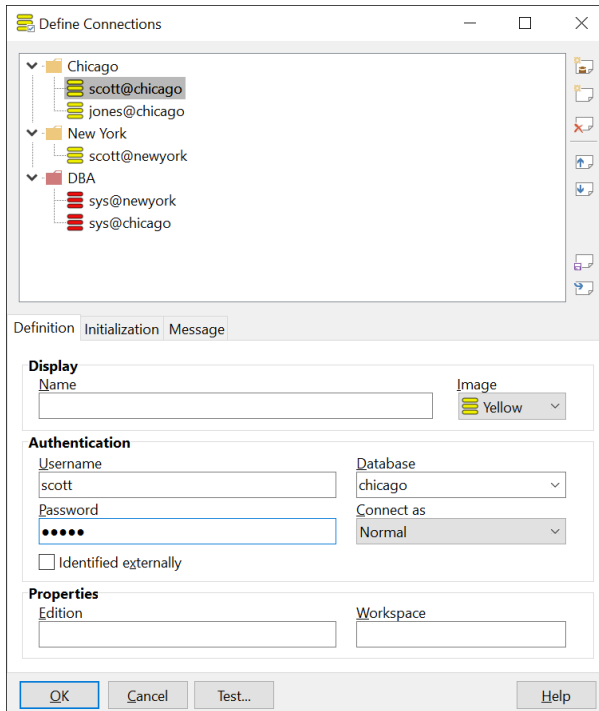 Define Connections
Chicago
scott@chicago
jones@chicago
New York
scott@newyork
DBA
sys@newyork
sys@chicago
Definition Initialization Message
Display
Name Image
Yellow
Authentication
Username Database
scott chicago
Password Connect as
●●●●● Normal
Identified externally
Properties
Edition Workspace
OK Cancel Test... Help